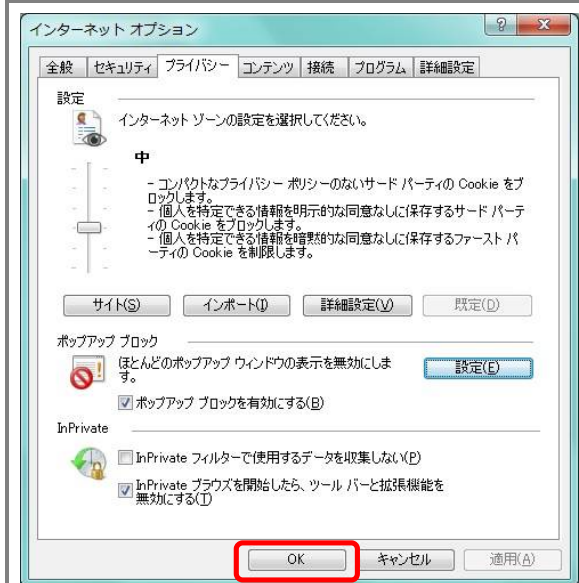 インターネット オプション
全般 セキュリティ プライバシー コンテンツ 接続 プログラム 詳細設定
設定
インターネット ゾーンの設定を選択してください。
中
- コンパクトなプライバシー ポリシーのないサード パーティの Cookie をブ
ロックします。
- 個人を特定できる情報を明示的な同意なしに保存するサード パーテ
ィの Cookie をブロックします。
- 個人を特定できる情報を暗黙的な同意なしに保存するファースト パ
ーティの Cookie を制限します。
サイト(S) インポート(I) 詳細設定(V) 既定(D)
ポップアップ ブロック
ほとんどのポップアップ ウィンドウの表示を無効にしま
す。
設定(E)
ポップアップ ブロックを有効にする(B)
InPrivate
InPrivate フィルターで使用するデータを収集しない(P)
InPrivate ブラウズを開始したら、ツール バーと拡張機能を
無効にする(T)
OK キャンセル 適用(A)